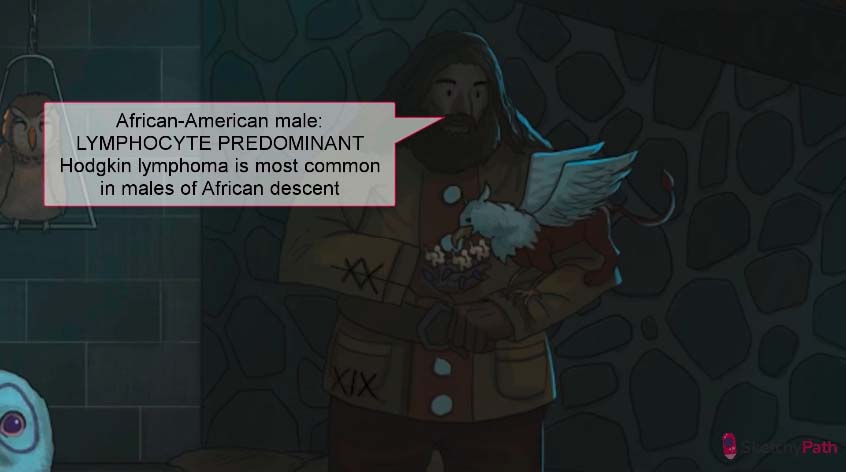 African-American male:
LYMPHOCYTE PREDOMINANT
Hodgkin lymphoma is most common
in males of African descent
XX
XIX
SketchyPath